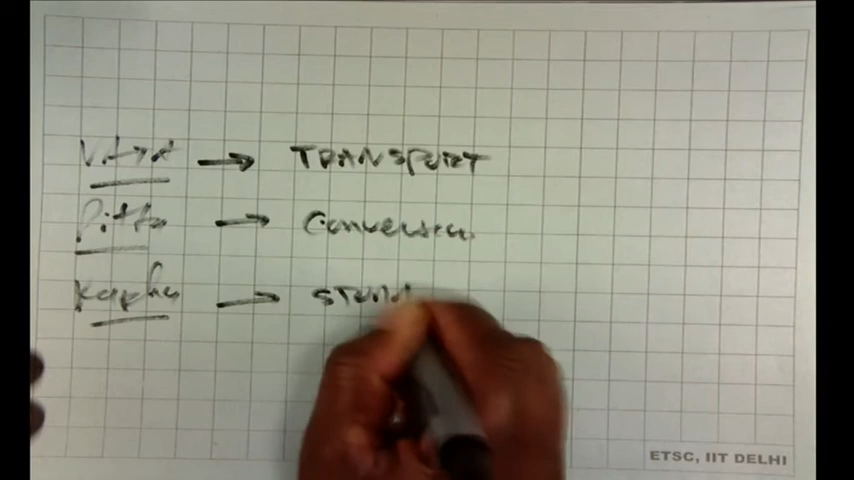 VATA → TRANSPORT
Pitta → Conversion
Kapha →
ETSC, IIT DELHI